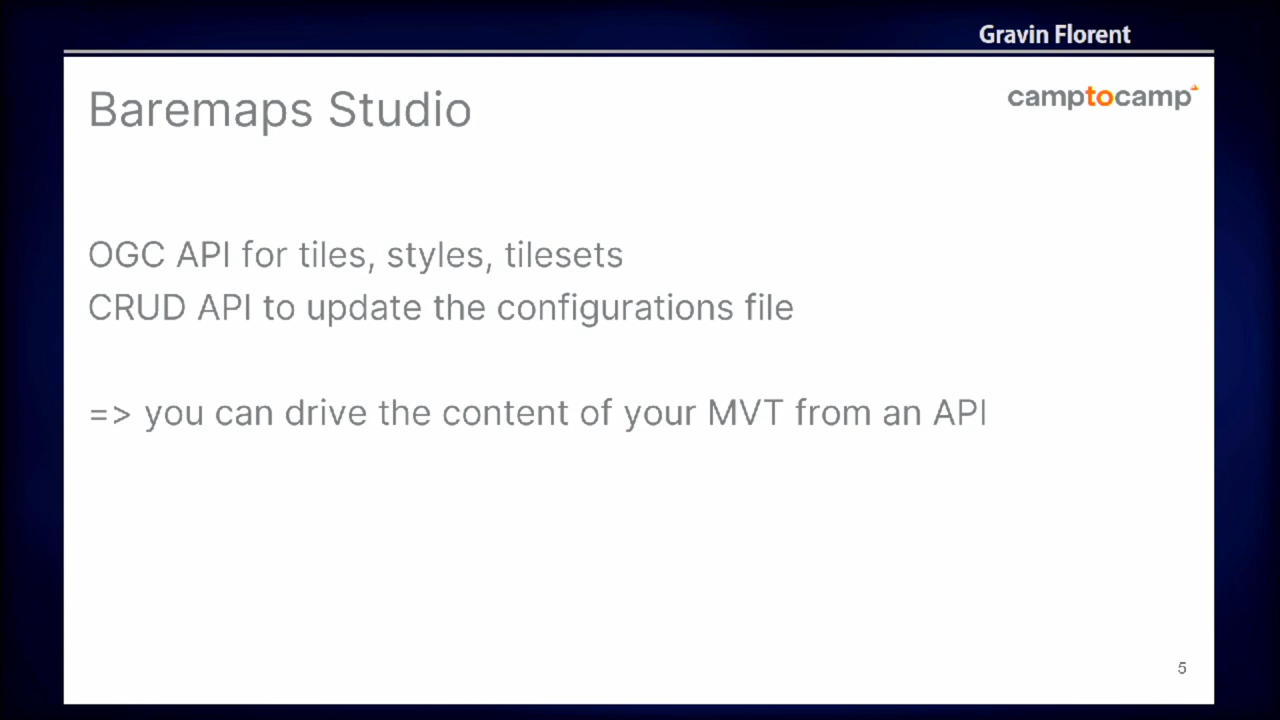 Gravin Florent
Baremaps Studio
camptocamp
OGC API for tiles, styles, tilesets
CRUD API to update the configurations file
=> you can drive the content of your MVT from an API
5